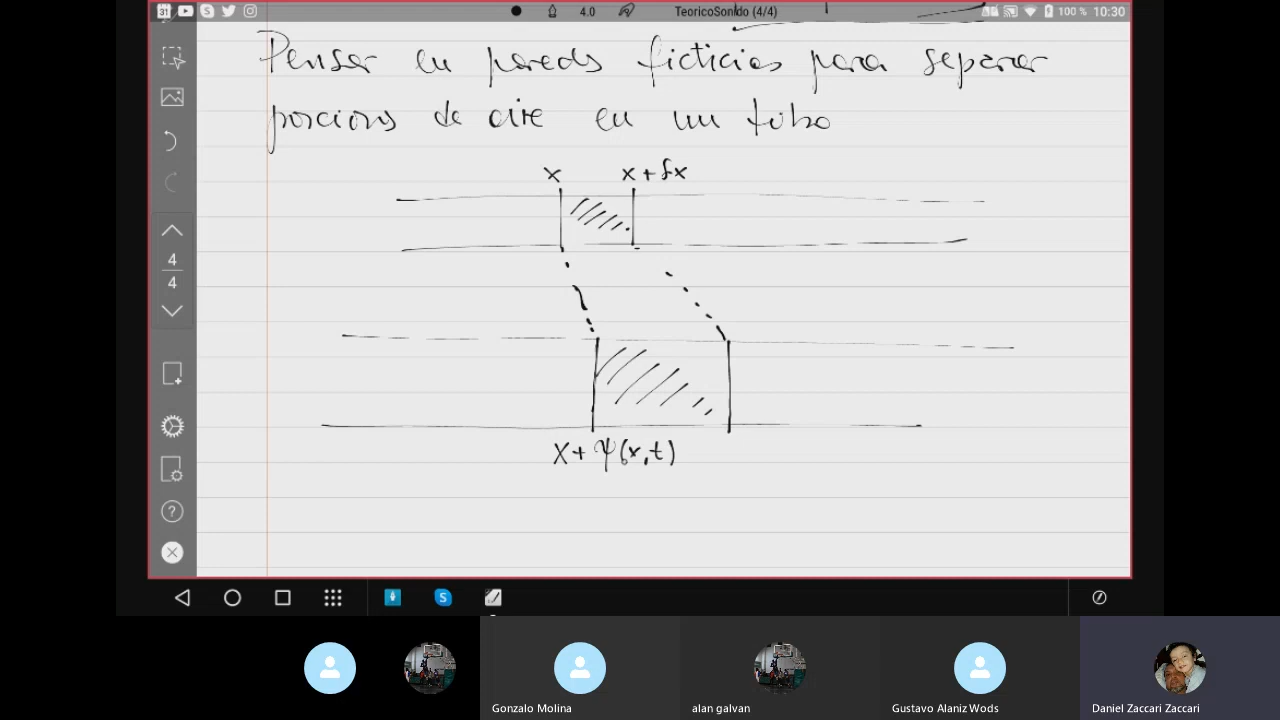 4.0 TeoricoSonido (4/4) 100 % 10:30
Pensar en paredes ficticias para separar
porciones de aire en un tubo
x x + δx
4
4
x + Ψ(x,t)
Gonzalo Molina alan galvan Gustavo Alaniz Wods Daniel Zaccari Zaccari